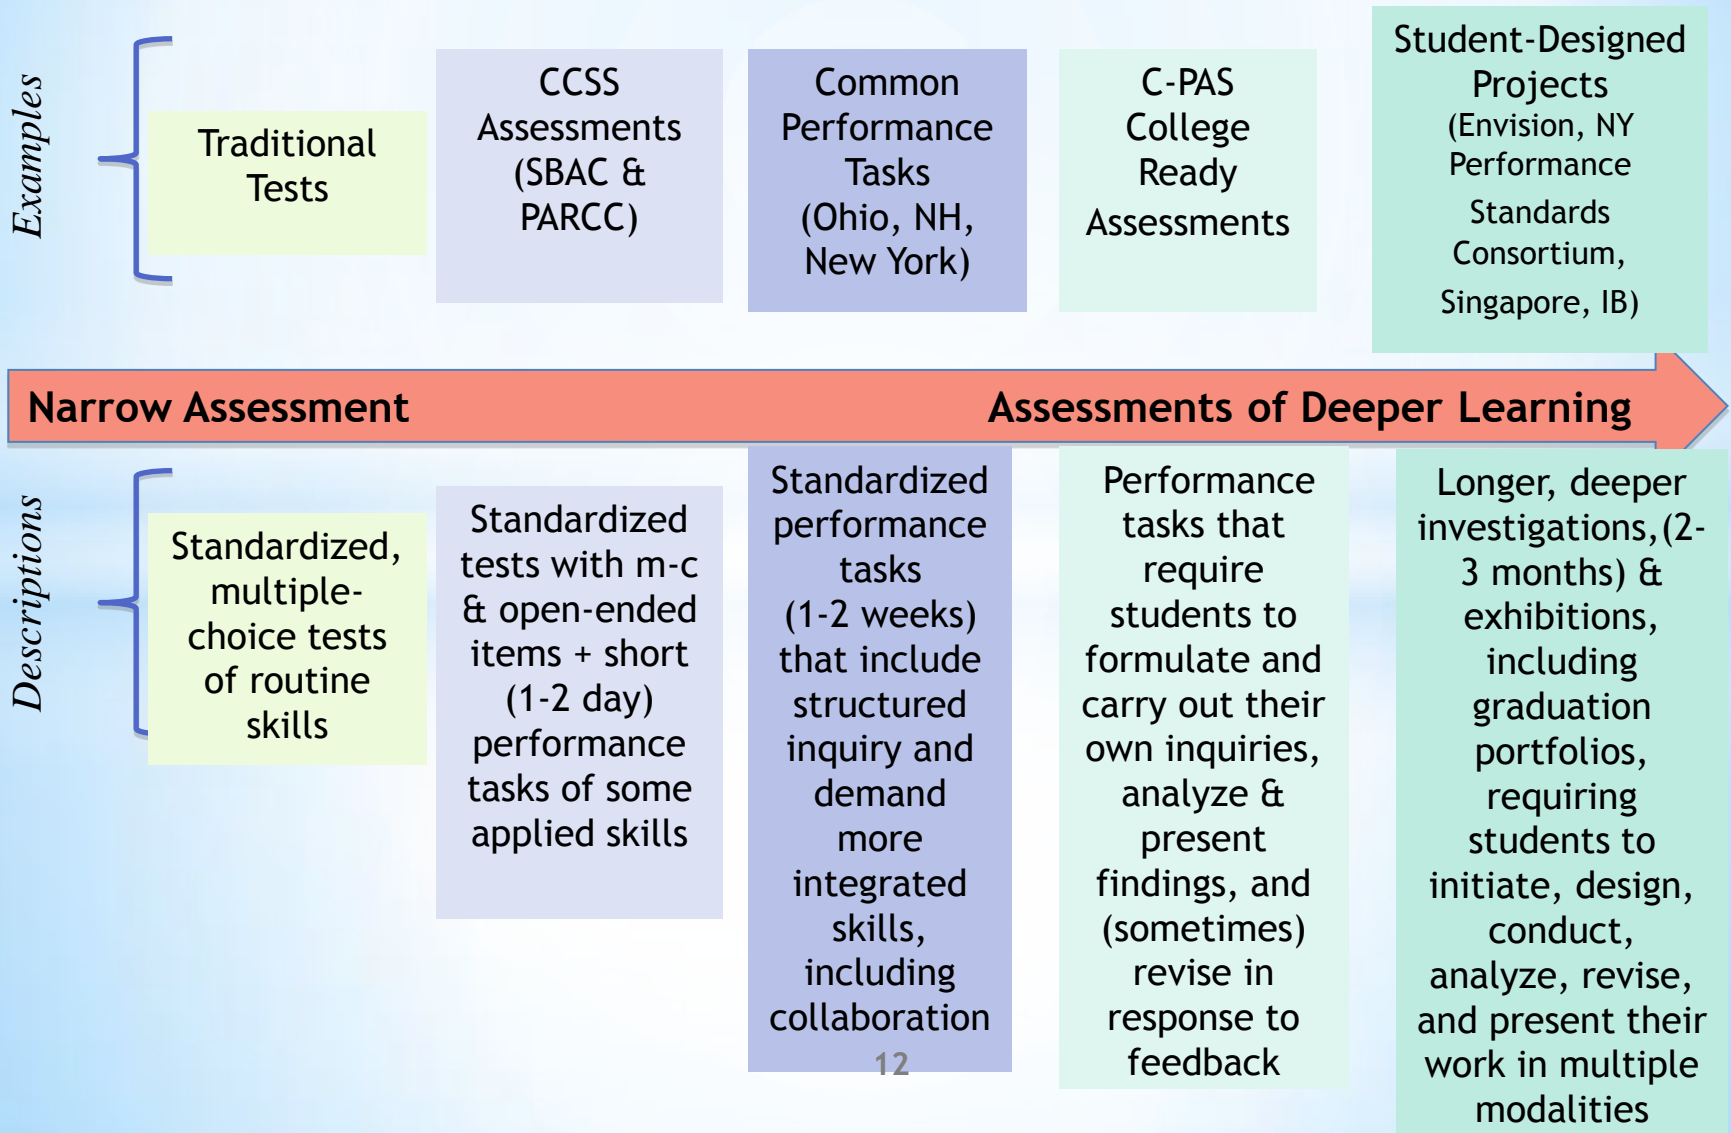 Examples
Traditional
Tests
CCSS
Assessments
(SBAC &
PARCC)
Common
Performance
Tasks
(Ohio, NH,
New York)
C-PAS
College
Ready
Assessments
Student-Designed
Projects
(Envision, NY
Performance
Standards
Consortium,
Singapore, IB)
Narrow Assessment
Assessments of Deeper Learning
Descriptions
Standardized,
multiple-
choice tests
of routine
skills
Standardized
tests with m-c
& open-ended
items + short
(1-2 day)
performance
tasks of some
applied skills
Standardized
performance
tasks
(1-2 weeks)
that include
structured
inquiry and
demand
more
integrated
skills,
including
collaboration
Performance
tasks that
require
students to
formulate and
carry out their
own inquiries,
analyze &
present
findings, and
(sometimes)
revise in
response to
feedback
Longer, deeper
investigations,(2-
3 months) &
exhibitions,
including
graduation
portfolios,
requiring
students to
initiate, design,
conduct,
analyze, revise,
and present their
work in multiple
modalities
12